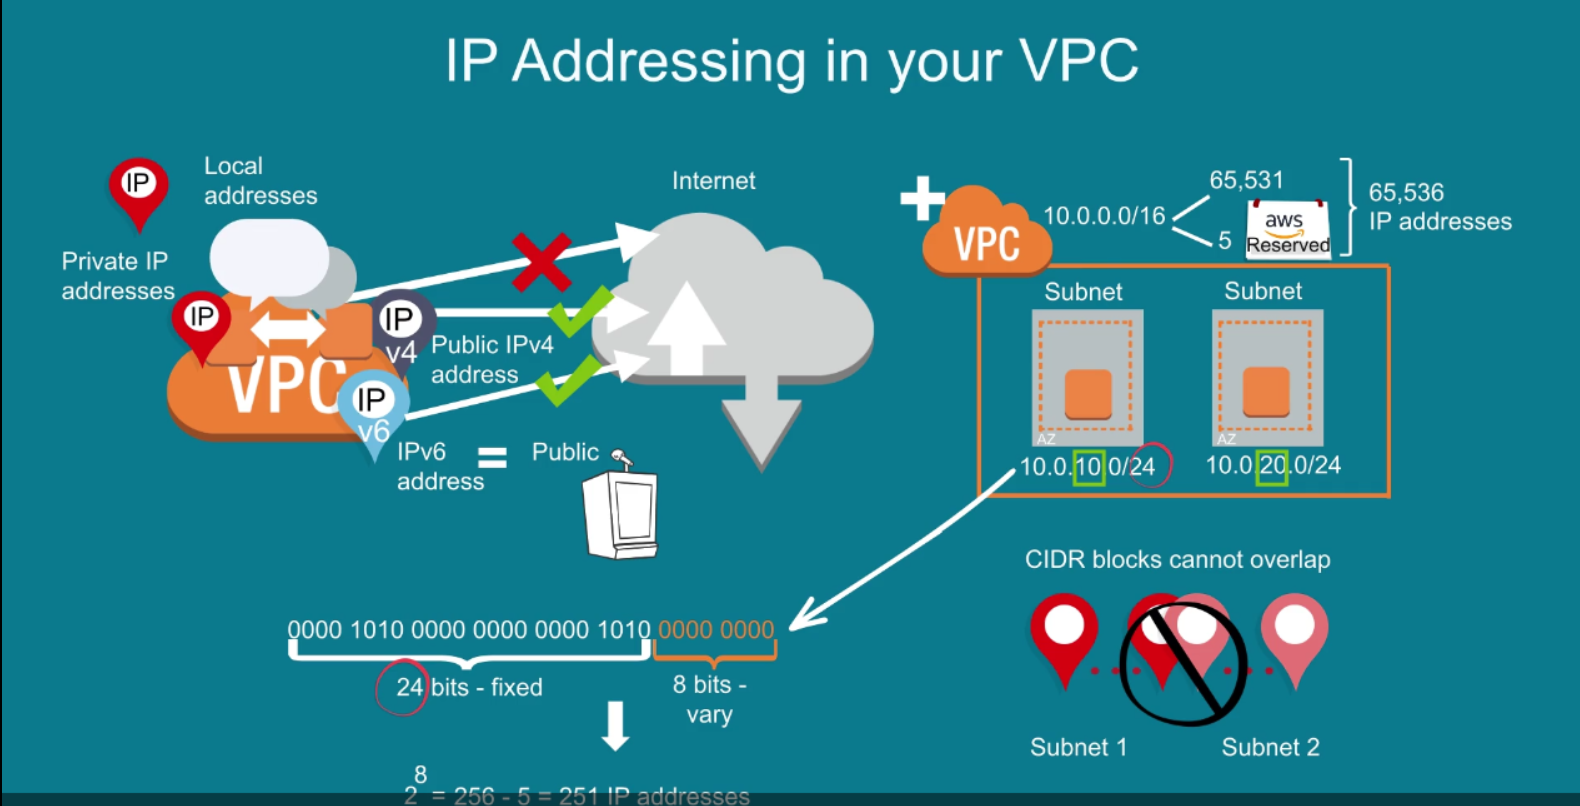 IP Addressing in your VPC
IP
Local
addresses
Private IP
addresses
IP
VPC
IP
v4
Public IPv4
address
IP
v6
IPv6
address
=
Public
Internet
+
VPC
10.0.0.0/16
65,531
5
aws
Reserved
65,536
IP addresses
Subnet
AZ
10.0.10.0/24
Subnet
AZ
10.0.20.0/24
0000 1010 0000 0000 0000 1010 0000 0000
24 bits - fixed
8 bits -
vary
8
2 = 256 - 5 = 251 IP addresses
CIDR blocks cannot overlap
Subnet 1
Subnet 2